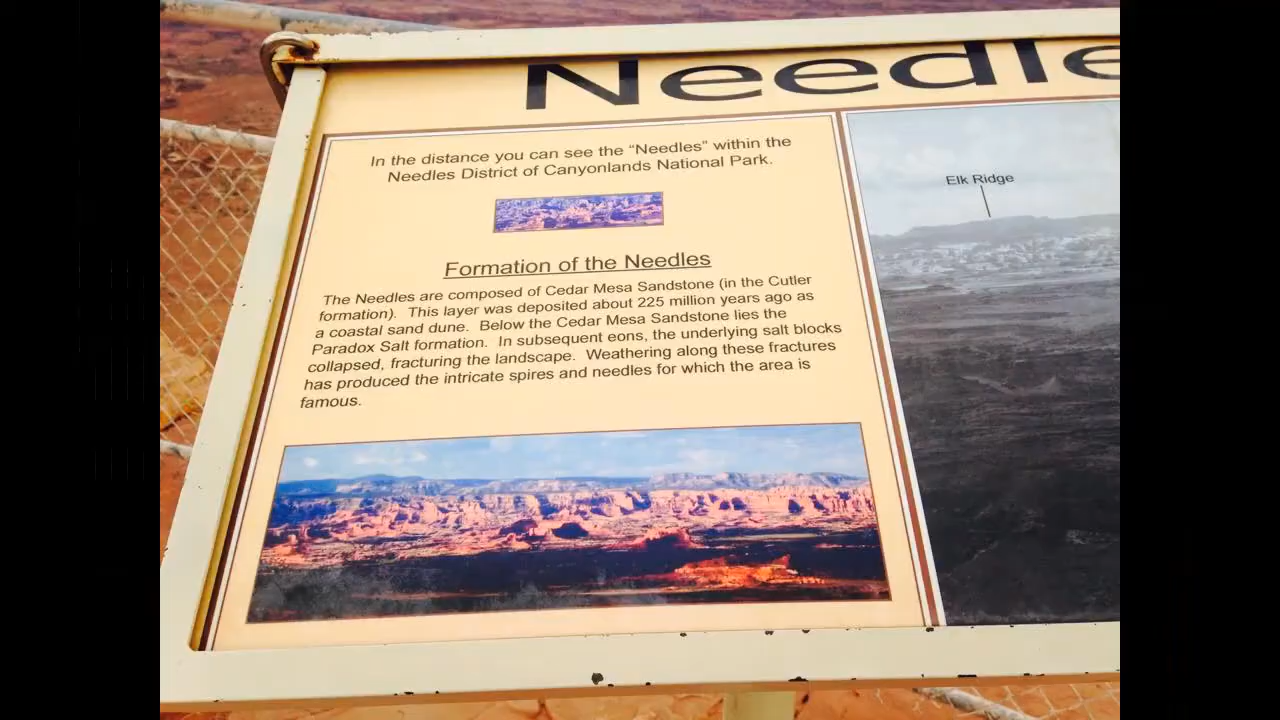 Needle
In the distance you can see the “Needles” within the
Needles District of Canyonlands National Park.
Formation of the Needles
The Needles are composed of Cedar Mesa Sandstone (in the Cutler
formation).  This layer was deposited about 225 million years ago as
a coastal sand dune.  Below the Cedar Mesa Sandstone lies the
Paradox Salt formation.  In subsequent eons, the underlying salt blocks
collapsed, fracturing the landscape.  Weathering along these fractures
has produced the intricate spires and needles for which the area is
famous.
Elk Ridge